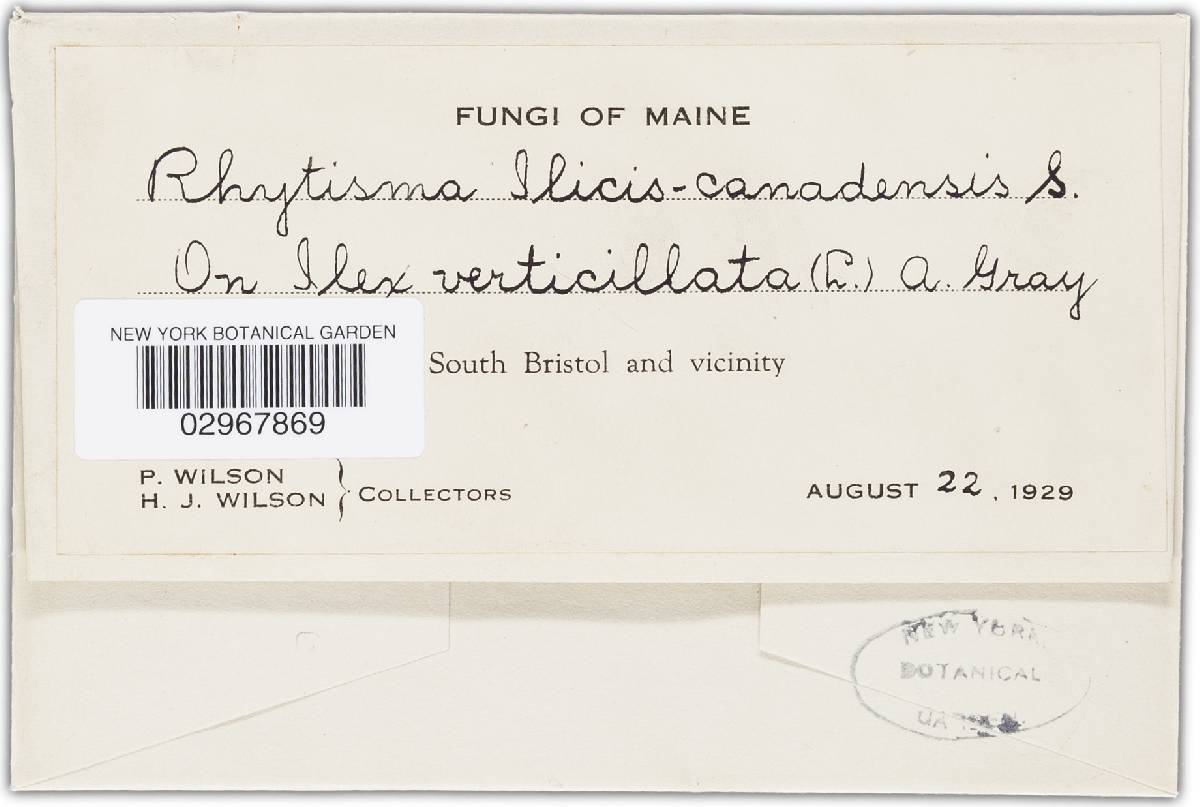 FUNGI OF MAINE
Rhytisma Ilicis-canadensis S.
On Ilex verticillata (L.) A. Gray
NEW YORK BOTANICAL GARDEN
02967869
South Bristol and vicinity
P. WILSON
H. J. WILSON } COLLECTORS
AUGUST 22, 1929
NEW YORK
BOTANICAL